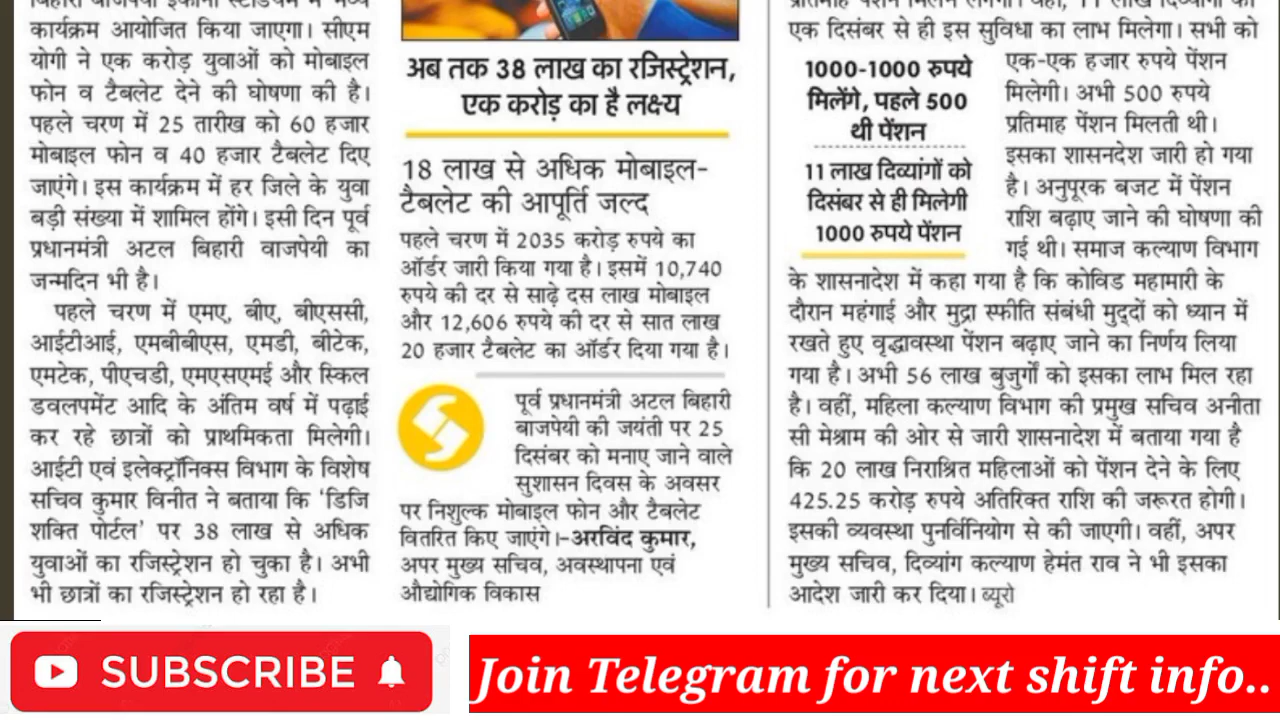 बिहारी बाजपेयी इकाना स्टेडियम में भव्य
कार्यक्रम आयोजित किया जाएगा। सीएम
योगी ने एक करोड़ युवाओं को मोबाइल
फोन व टैबलेट देने की घोषणा की है।
पहले चरण में 25 तारीख को 60 हजार
मोबाइल फोन व 40 हजार टैबलेट दिए
जाएंगे। इस कार्यक्रम में हर जिले के युवा
बड़ी संख्या में शामिल होंगे। इसी दिन पूर्व
प्रधानमंत्री अटल बिहारी वाजपेयी का
जन्मदिन भी है।
पहले चरण में एमए, बीए, बीएससी,
आईटीआई, एमबीबीएस, एमडी, बीटेक,
एमटेक, पीएचडी, एमएसएमई और स्किल
डवलपमेंट आदि के अंतिम वर्ष में पढ़ाई
कर रहे छात्रों को प्राथमिकता मिलेगी।
आईटी एवं इलेक्ट्रॉनिक्स विभाग के विशेष
सचिव कुमार विनीत ने बताया कि 'डिजि
शक्ति पोर्टल' पर 38 लाख से अधिक
युवाओं का रजिस्ट्रेशन हो चुका है। अभी
भी छात्रों का रजिस्ट्रेशन हो रहा है।
अब तक 38 लाख का रजिस्ट्रेशन,
एक करोड़ का है लक्ष्य
18 लाख से अधिक मोबाइल-
टैबलेट की आपूर्ति जल्द
पहले चरण में 2035 करोड़ रुपये का
ऑर्डर जारी किया गया है। इसमें 10,740
रुपये की दर से साढ़े दस लाख मोबाइल
और 12,606 रुपये की दर से सात लाख
20 हजार टैबलेट का ऑर्डर दिया गया है।
पूर्व प्रधानमंत्री अटल बिहारी
बाजपेयी की जयंती पर 25
दिसंबर को मनाए जाने वाले
सुशासन दिवस के अवसर
पर निशुल्क मोबाइल फोन और टैबलेट
वितरित किए जाएंगे।-अरविंद कुमार,
अपर मुख्य सचिव, अवस्थापना एवं
औद्योगिक विकास
प्रतिमाह पेंशन मिलने लगेगी। वहीं, 11 लाख दिव्यांगों को
एक दिसंबर से ही इस सुविधा का लाभ मिलेगा। सभी को
1000-1000 रुपये
मिलेंगे, पहले 500
थी पेंशन
11 लाख दिव्यांगों को
दिसंबर से ही मिलेगी
1000 रुपये पेंशन
एक-एक हजार रुपये पेंशन
मिलेगी। अभी 500 रुपये
प्रतिमाह पेंशन मिलती थी।
इसका शासनदेश जारी हो गया
है। अनुपूरक बजट में पेंशन
राशि बढ़ाए जाने की घोषणा की
गई थी। समाज कल्याण विभाग
के शासनादेश में कहा गया है कि कोविड महामारी के
दौरान महंगाई और मुद्रा स्फीति संबंधी मुद्दों को ध्यान में
रखते हुए वृद्धावस्था पेंशन बढ़ाए जाने का निर्णय लिया
गया है। अभी 56 लाख बुजुर्गों को इसका लाभ मिल रहा
है। वहीं, महिला कल्याण विभाग की प्रमुख सचिव अनीता
सी मेश्राम की ओर से जारी शासनादेश में बताया गया है
कि 20 लाख निराश्रित महिलाओं को पेंशन देने के लिए
425.25 करोड़ रुपये अतिरिक्त राशि की जरूरत होगी।
इसकी व्यवस्था पुनर्विनियोग से की जाएगी। वहीं, अपर
मुख्य सचिव, दिव्यांग कल्याण हेमंत राव ने भी इसका
आदेश जारी कर दिया। ब्यूरो
SUBSCRIBE
Join Telegram for next shift info..